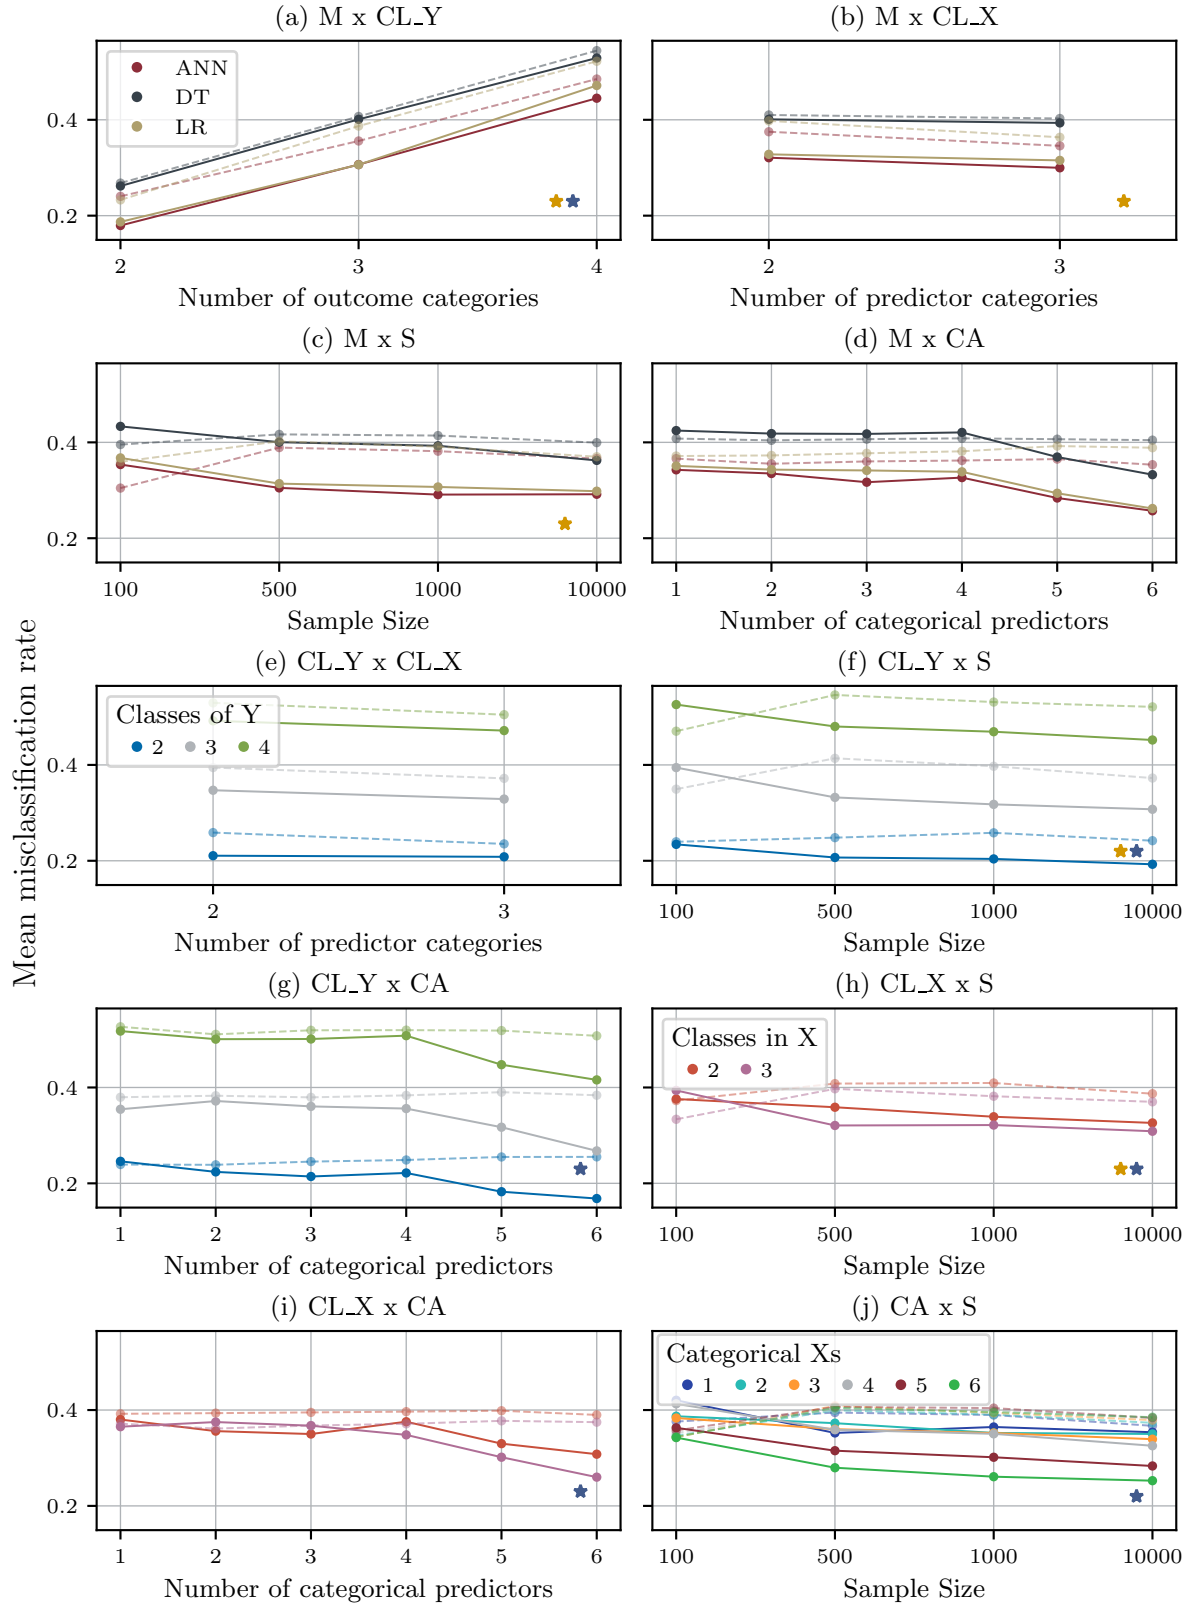 (a) M x CL_Y
(b) M x CL_X
ANN
DT
LR
0.4
0.2
2 3 4
2 3
Number of outcome categories
Number of predictor categories
(c) M x S
(d) M x CA
0.4
0.2
100 500 1000 10000
1 2 3 4 5 6
Sample Size
Number of categorical predictors
Mean misclassification rate
(e) CL_Y x CL_X
(f) CL_Y x S
Classes of Y
2 3 4
0.4
0.2
2 3
100 500 1000 10000
Number of predictor categories
Sample Size
(g) CL_Y x CA
(h) CL_X x S
Classes in X
2 3
0.4
0.2
1 2 3 4 5 6
100 500 1000 10000
Number of categorical predictors
Sample Size
(i) CL_X x CA
(j) CA x S
Categorical Xs
1 2 3 4 5 6
0.4
0.2
1 2 3 4 5 6
100 500 1000 10000
Number of categorical predictors
Sample Size